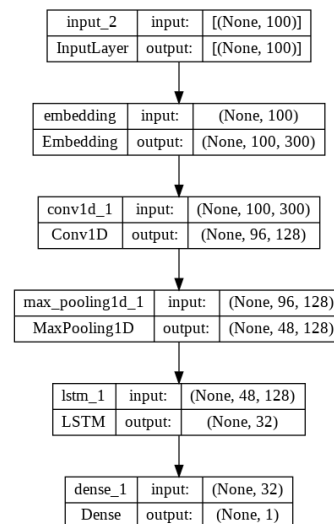 input_2 input: [(None, 100)]
InputLayer output: [(None, 100)]
embedding input: (None, 100)
Embedding output: (None, 100, 300)
conv1d_1 input: (None, 100, 300)
Conv1D output: (None, 96, 128)
max_pooling1d_1 input: (None, 96, 128)
MaxPooling1D output: (None, 48, 128)
lstm_1 input: (None, 48, 128)
LSTM output: (None, 32)
dense_1 input: (None, 32)
Dense output: (None, 1)